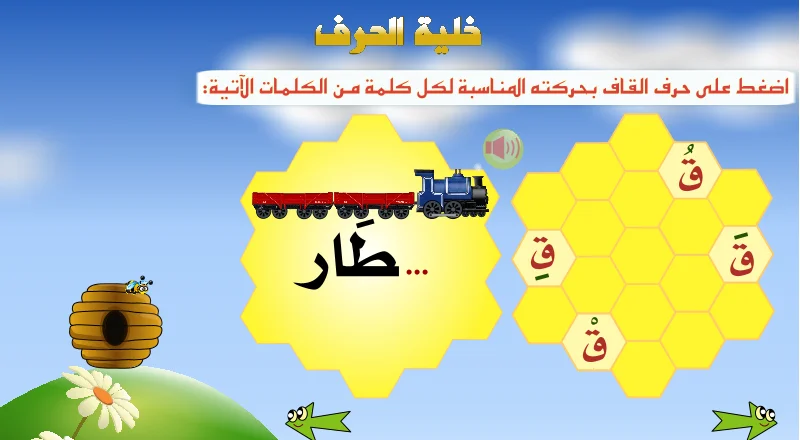 خلية الحرف
اضغط على حرف القاف بحركته المناسبة لكل كلمة من الكلمات الآتية:
...طَار
قُ
قَ
قِ
قْ